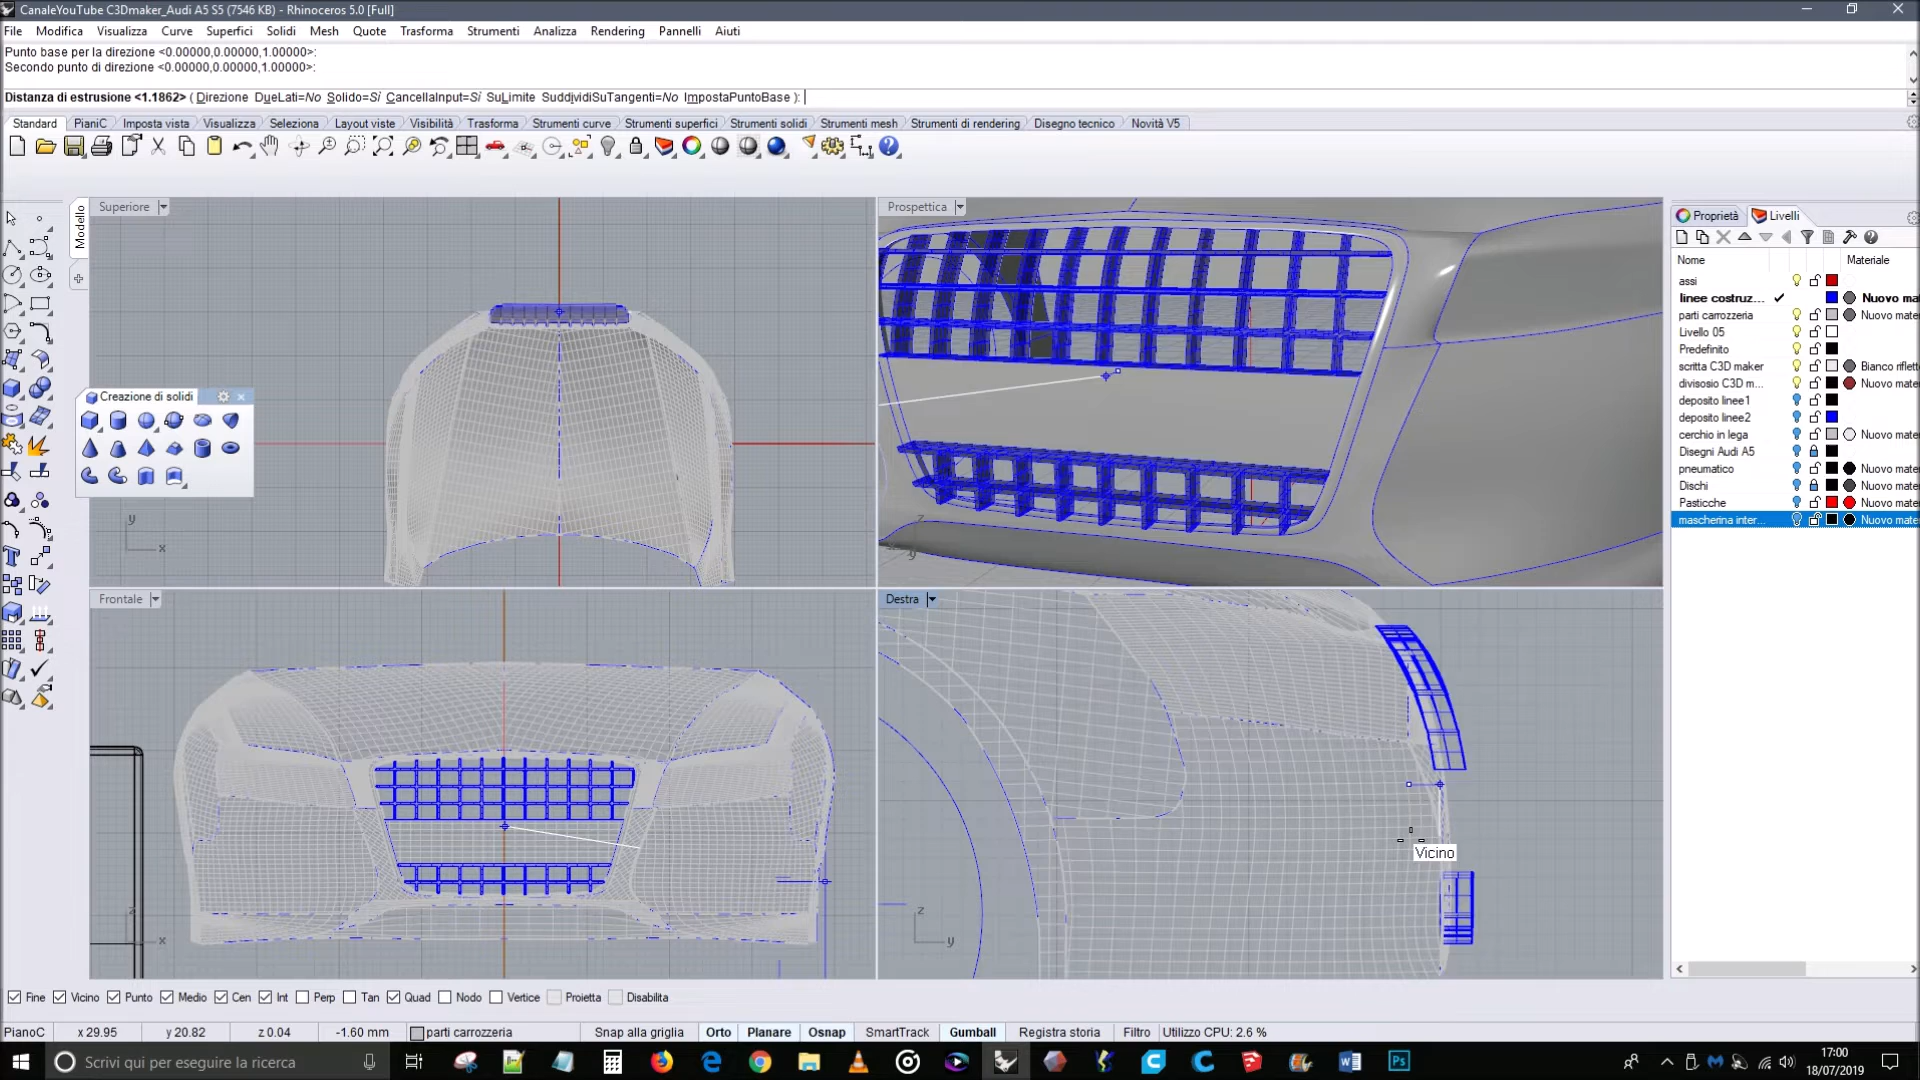 CanaleYouTube C3Dmaker_Audi A5 S5 (7546 KB) - Rhinoceros 5.0 [Full]
File Modifica Visualizza Curve Superfici Solidi Mesh Quote Trasforma Strumenti Analizza Rendering Pannelli Aiuti
Punto base per la direzione <0.00000,0.00000,1.00000>:
Secondo punto di direzione <0.00000,0.00000,1.00000>:
Distanza di estrusione <1.1862> ( Direzione DueLati=No Solido=Sì CancellaInput=Sì SuLimite SuddividiSuTangenti=No ImpostaPuntoBase ):
Standard PianiC Imposta vista Visualizza Seleziona Layout viste Visibilità Trasforma Strumenti curve Strumenti superfici Strumenti solidi Strumenti mesh Strumenti di rendering Disegno tecnico Novità V5
Modello
Superiore
Prospettica
Proprietà Livelli
Nome Materiale
assi
linee costruz... Nuovo ma
parti carrozzeria Nuovo mater
Livello 05
Predefinito
scritta C3D maker Bianco riflett
divisosio C3D m... Nuovo mater
deposito linee1
deposito linee2
cerchio in lega Nuovo mater
Disegni Audi A5
pneumatico Nuovo mater
Dischi Nuovo mater
Pasticche Nuovo mater
mascherina inter... Nuovo mater
Creazione di solidi
y
x
z
y
Frontale
Destra
Vicino
z
x
z
y
Fine Vicino Punto Medio Cen Int Perp Tan Quad Nodo Vertice Proietta Disabilita
PianoC x 29.95 y 20.82 z 0.04 -1.60 mm parti carrozzeria Snap alla griglia Orto Planare Osnap SmartTrack Gumball Registra storia Filtro Utilizzo CPU: 2.6 %
Scrivi qui per eseguire la ricerca
17:00
18/07/2019